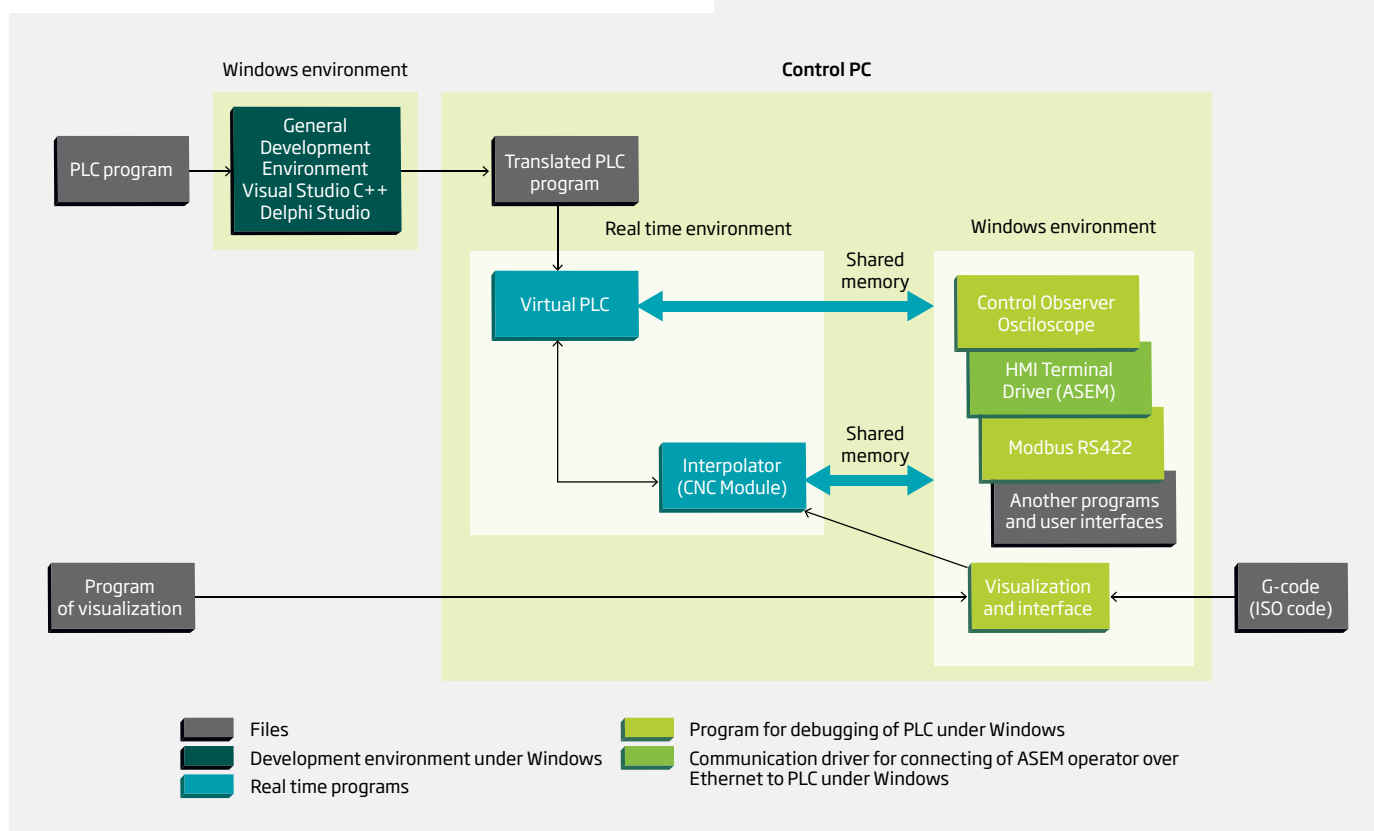 Windows environment
Control PC
PLC program
General
Development
Environment
Visual Studio C++
Delphi Studio
Translated PLC
program
Real time environment
Windows environment
Virtual PLC
Shared
memory
Control Observer
Osciloscope
HMI Terminal
Driver (ASEM)
Modbus RS422
Another programs
and user interfaces
Interpolator
(CNC Module)
Shared
memory
Program
of visualization
Visualization
and interface
G-code
(ISO code)
Files
Development environment under Windows
Real time programs
Program for debugging of PLC under Windows
Communication driver for connecting of ASEM operator over
Ethernet to PLC under Windows